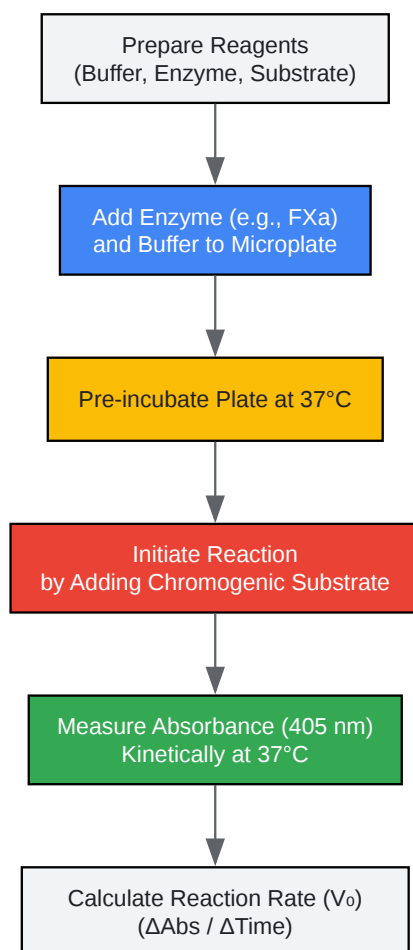 Prepare Reagents
(Buffer, Enzyme, Substrate)
Add Enzyme (e.g., FXa)
and Buffer to Microplate
Pre-incubate Plate at 37°C
Initiate Reaction
by Adding Chromogenic Substrate
Measure Absorbance (405 nm)
Kinetically at 37°C
Calculate Reaction Rate (V₀)
(ΔAbs / ΔTime)